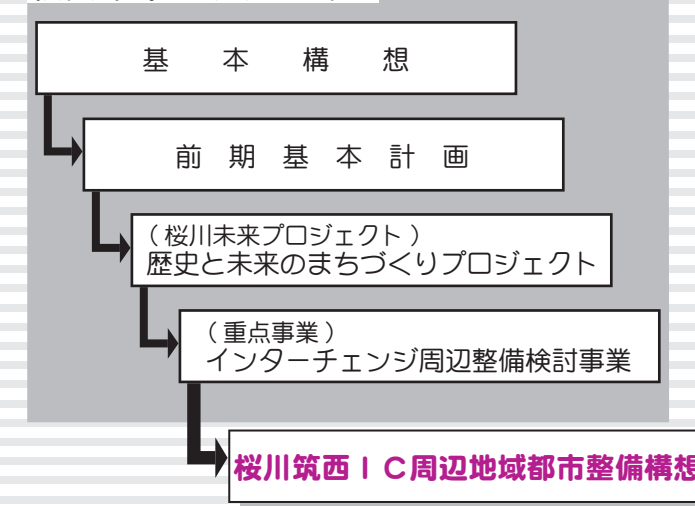 基本構想
前期基本計画
（桜川未来プロジェクト）
歴史と未来のまちづくりプロジェクト
（重点事業）
インターチェンジ周辺整備検討事業
桜川筑西ＩＣ周辺地域都市整備構想